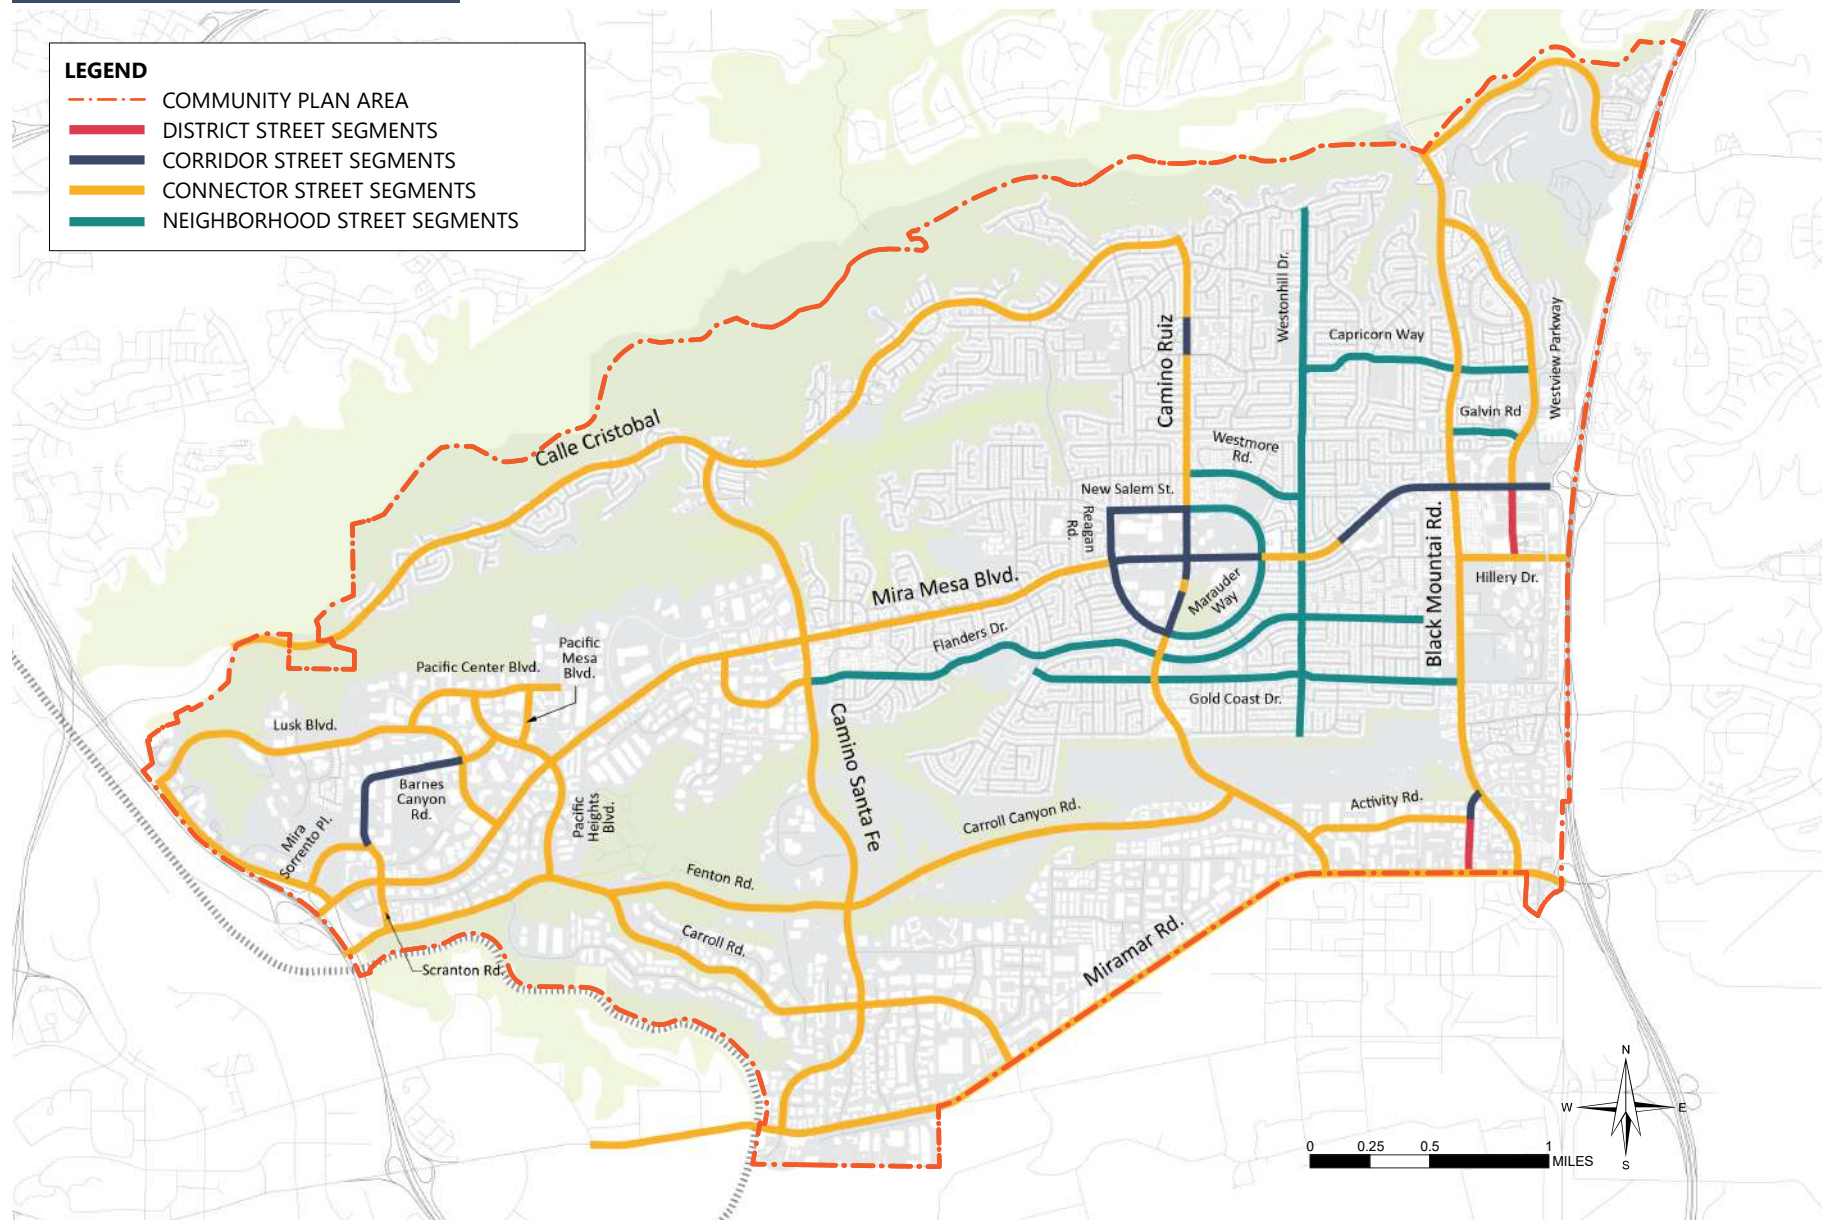 LEGEND
COMMUNITY PLAN AREA
DISTRICT STREET SEGMENTS
CORRIDOR STREET SEGMENTS
CONNECTOR STREET SEGMENTS
NEIGHBORHOOD STREET SEGMENTS
Westonhill Dr.
Camino Ruiz
Capricorn Way
Westview Parkway
Galvin Rd
Calle Cristobal
Westmore
Rd.
New Salem St.
Reagan
Rd.
Black Mountai Rd.
Mira Mesa Blvd.
Marauder
Way
Hillery Dr.
Flanders Dr.
Pacific
Mesa
Blvd.
Pacific Center Blvd.
Lusk Blvd.
Gold Coast Dr.
Camino Santa Fe
Barnes
Canyon
Rd.
Pacific
Heights
Blvd.
Mira
Sorrento Pl.
Carroll Canyon Rd.
Activity Rd.
Fenton Rd.
Carroll Rd.
Miramar Rd.
Scranton Rd.
N
W
E
S
0 0.25 0.5 1
MILES